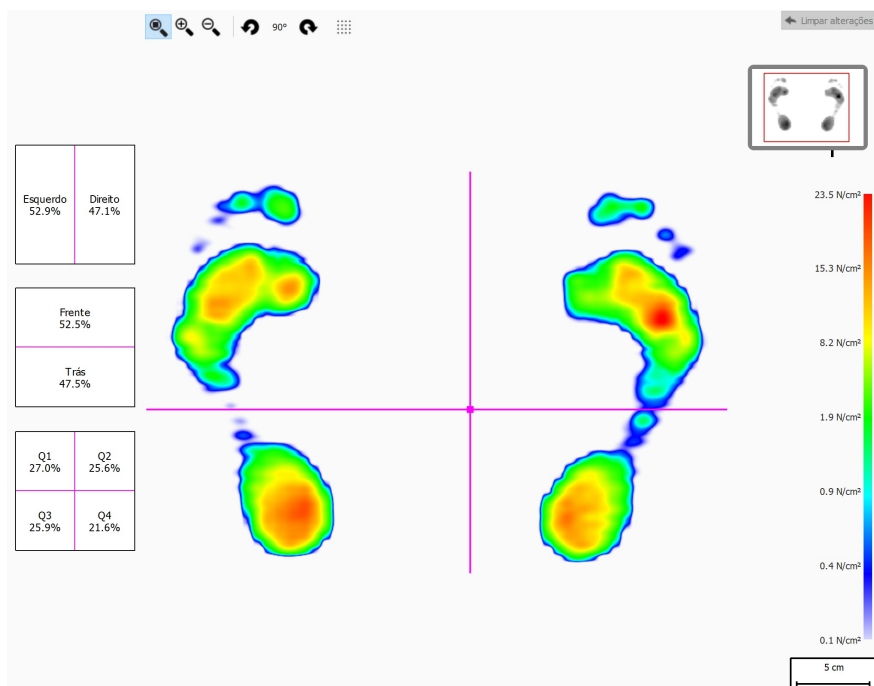 90°
Limpar alterações
Esquerdo
52.9%
Direito
47.1%
Frente
52.5%
Trás
47.5%
Q1
27.0%
Q2
25.6%
Q3
25.9%
Q4
21.6%
23.5 N/cm²
15.3 N/cm²
8.2 N/cm²
1.9 N/cm²
0.9 N/cm²
0.4 N/cm²
0.1 N/cm²
5 cm